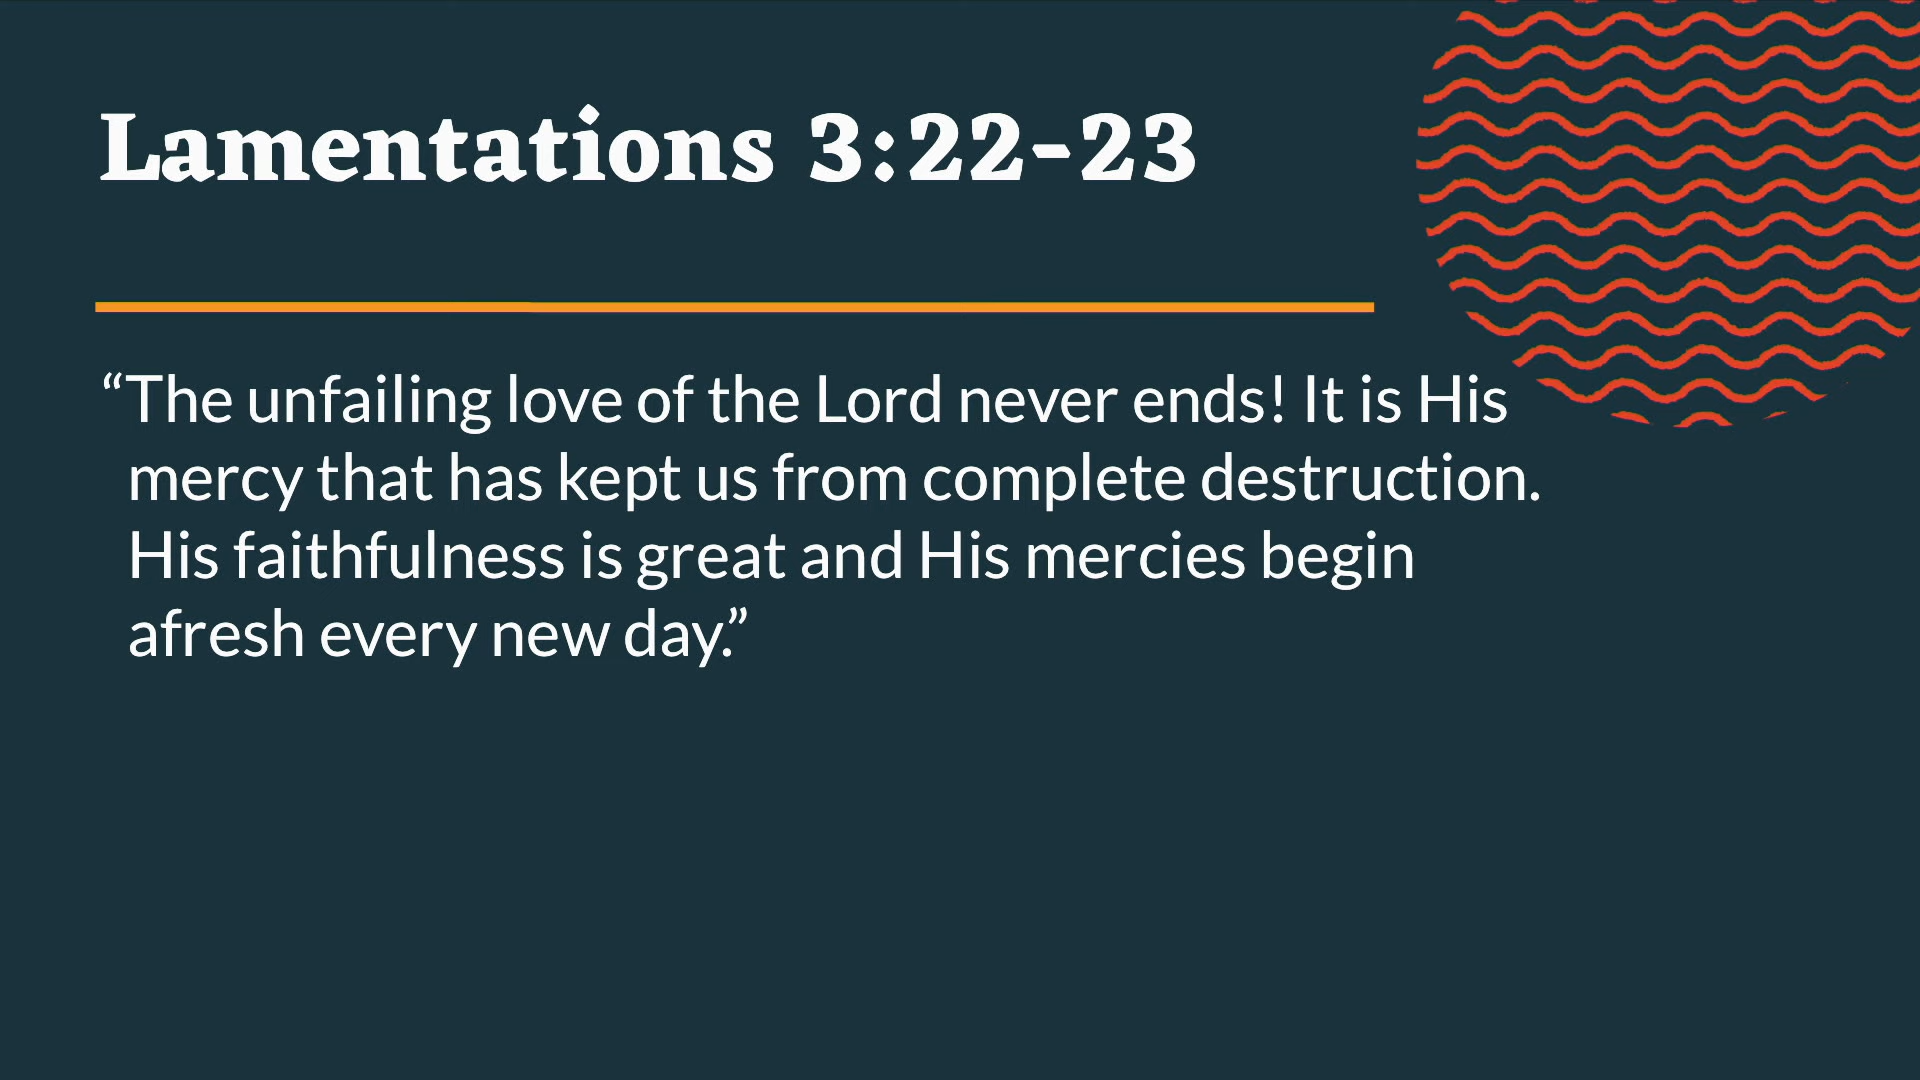 Lamentations 3:22-23
“The unfailing love of the Lord never ends! It is His
mercy that has kept us from complete destruction.
His faithfulness is great and His mercies begin
afresh every new day.”